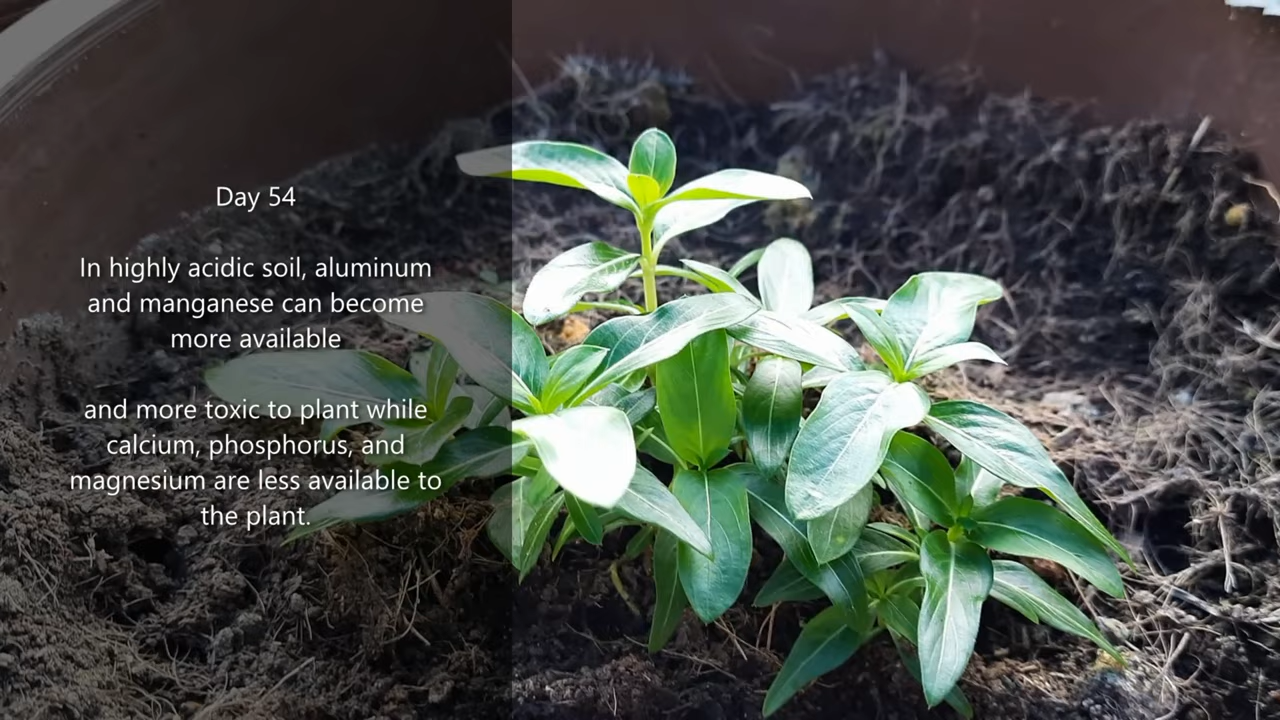 Day 54
In highly acidic soil, aluminum
and manganese can become
more available
and more toxic to plant while
calcium, phosphorus, and
magnesium are less available to
the plant.